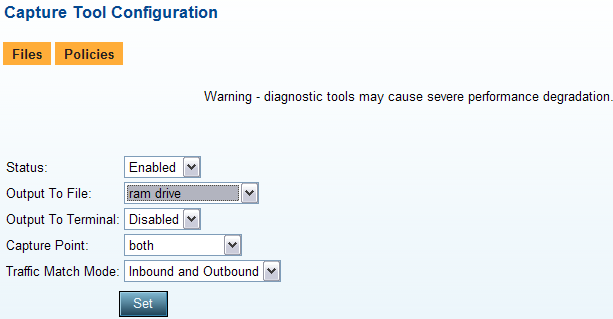 Capture Tool Configuration
Files Policies
Warning - diagnostic tools may cause severe performance degradation.
Status: Enabled
Output To File: ram drive
Output To Terminal: Disabled
Capture Point: both
Traffic Match Mode: Inbound and Outbound
Set